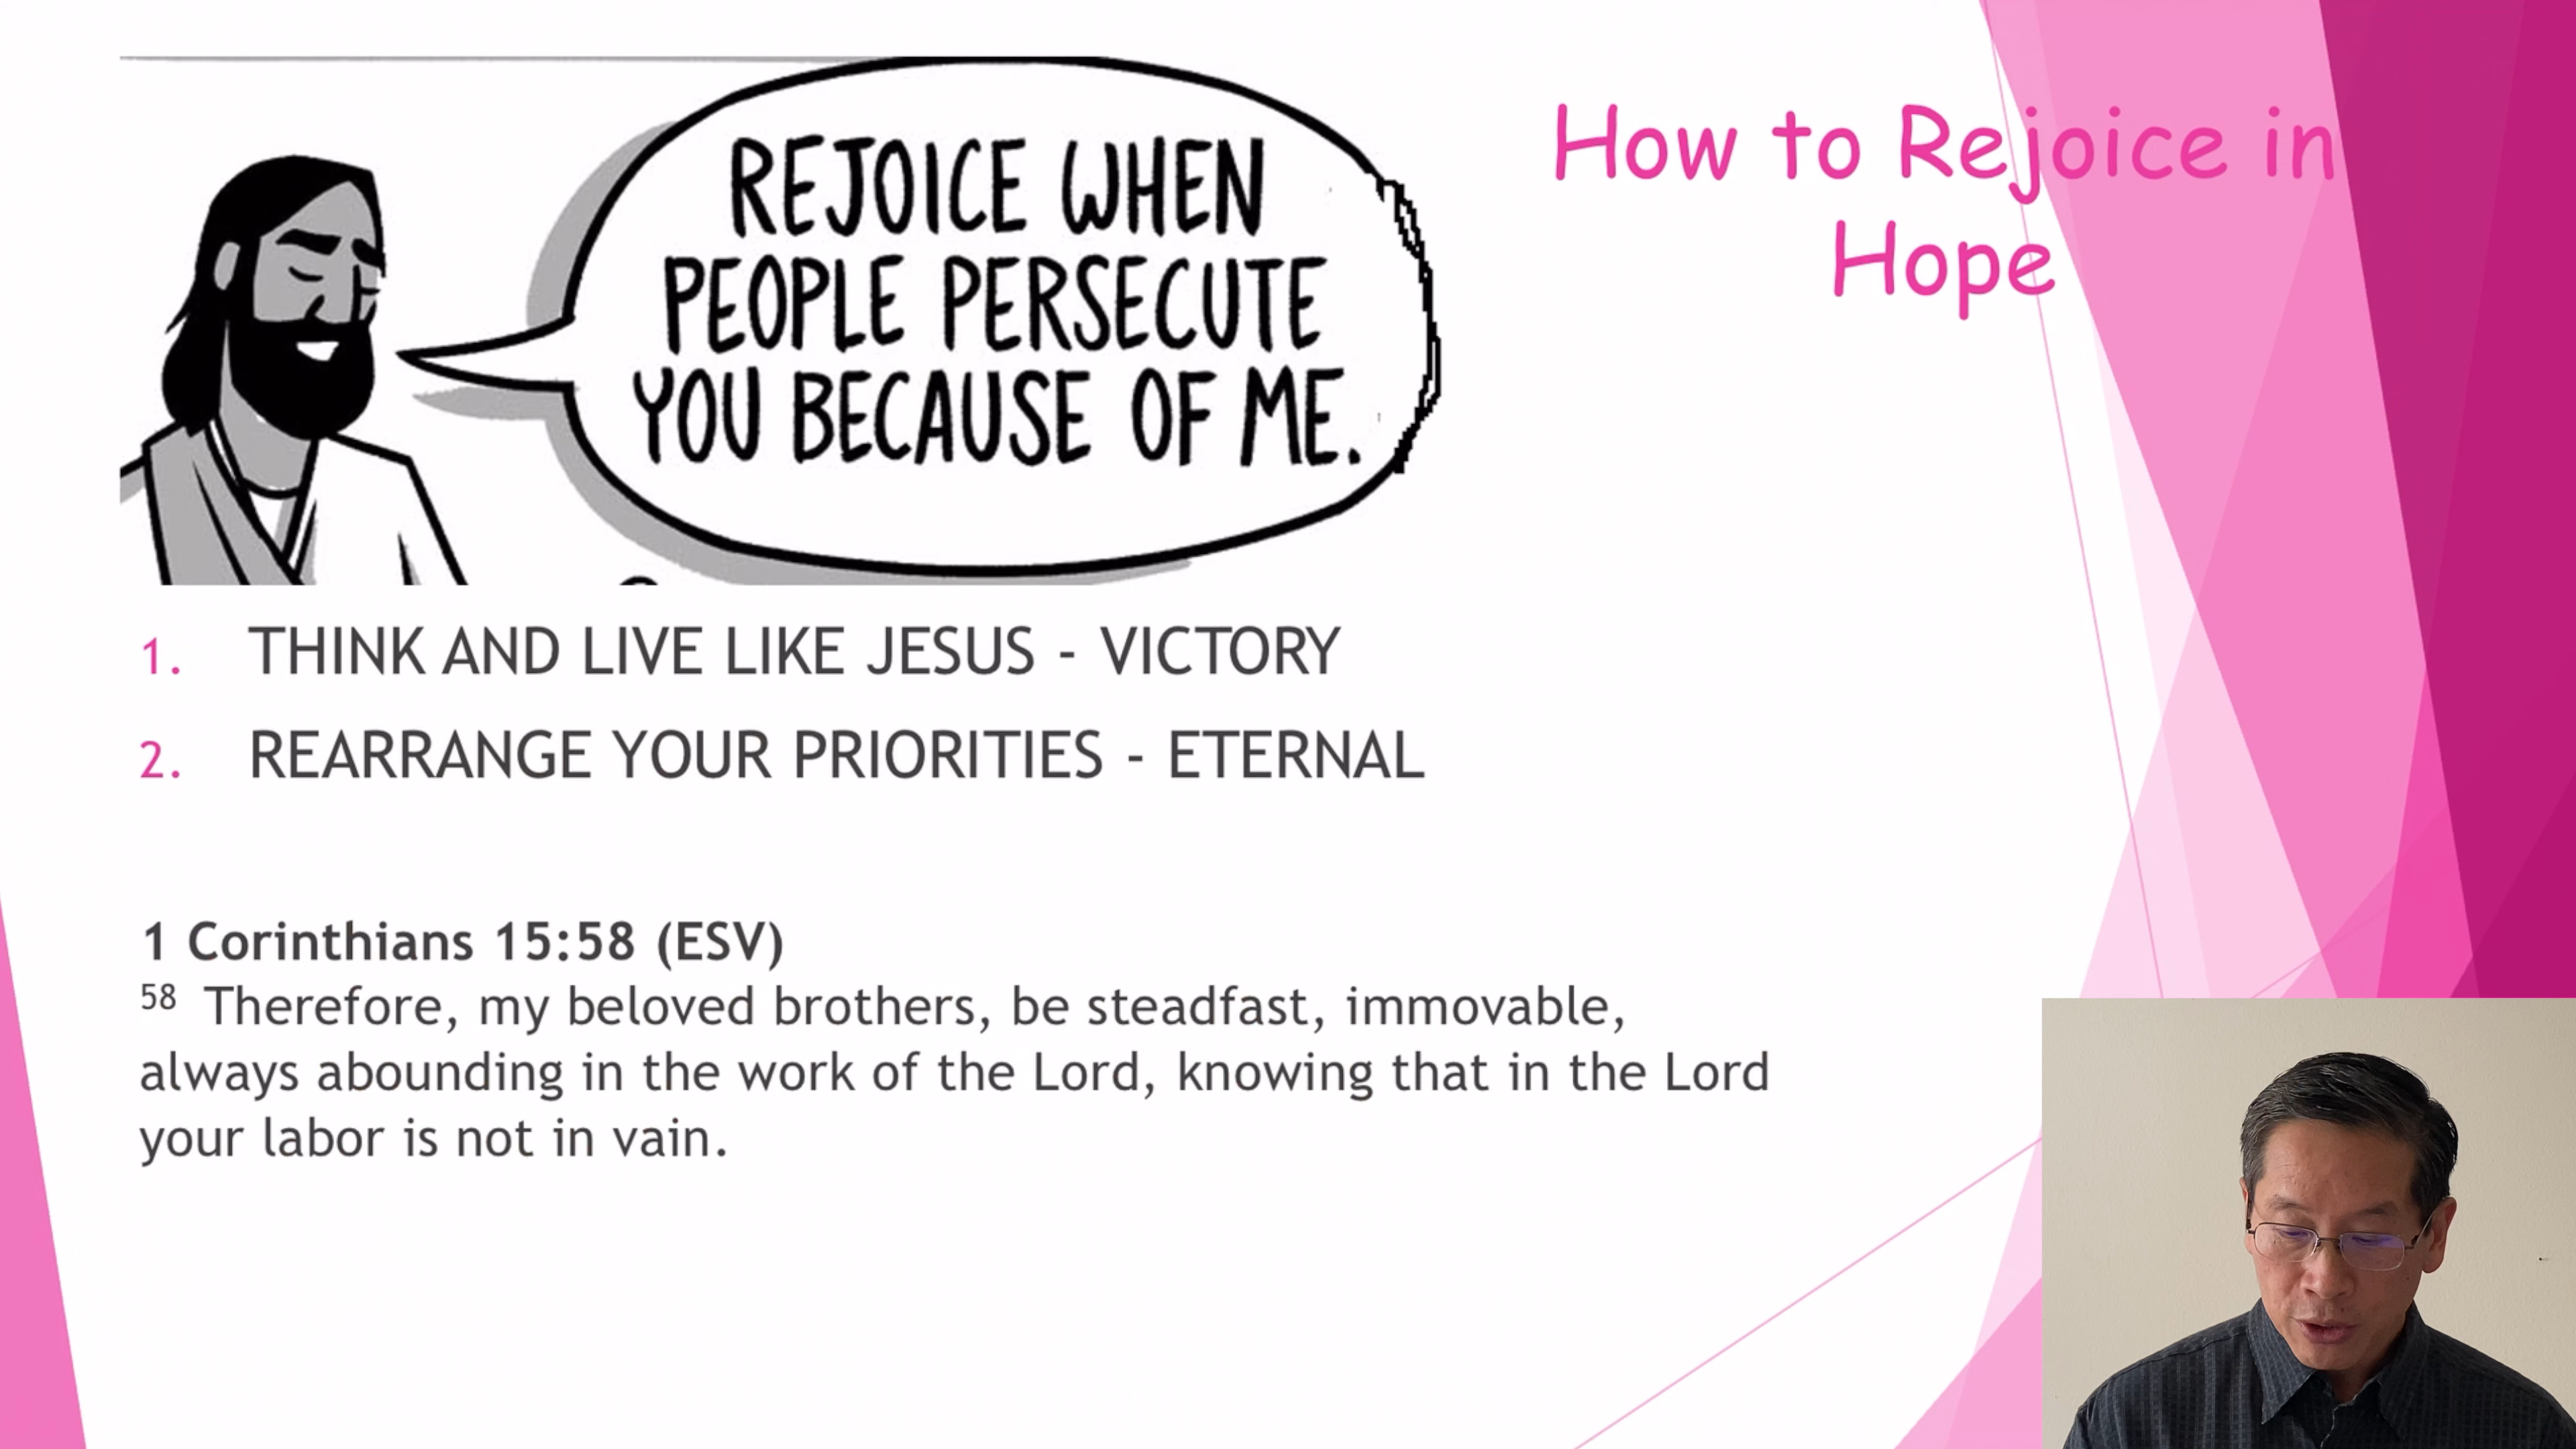 REJOICE WHEN
PEOPLE PERSECUTE
YOU BECAUSE OF ME.
How to Rejoice in
Hope
1. THINK AND LIVE LIKE JESUS - VICTORY
2. REARRANGE YOUR PRIORITIES - ETERNAL
1 Corinthians 15:58 (ESV)
58 Therefore, my beloved brothers, be steadfast, immovable,
always abounding in the work of the Lord, knowing that in the Lord
your labor is not in vain.